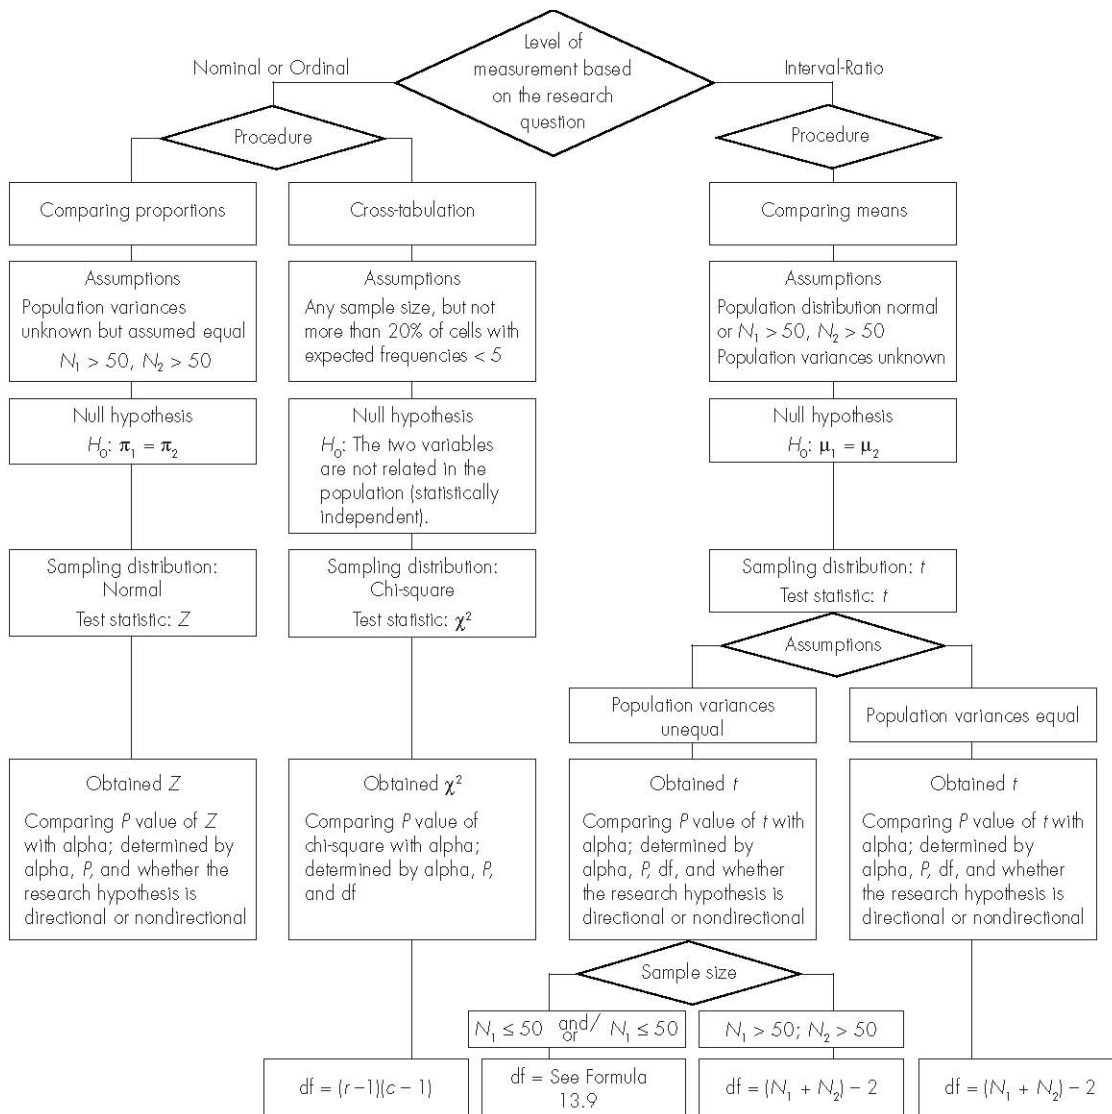 Level of
measurement based
on the research
question
Nominal or Ordinal
Interval-Ratio
Procedure
Procedure
Comparing proportions
Cross-tabulation
Comparing means
Assumptions
Population variances
unknown but assumed equal
N₁ > 50, N₂ > 50
Assumptions
Any sample size, but not
more than 20% of cells with
expected frequencies < 5
Assumptions
Population distribution normal
or N₁ > 50, N₂ > 50
Population variances unknown
Null hypothesis
H₀: π₁ = π₂
Null hypothesis
H₀: The two variables
are not related in the
population (statistically
independent).
Null hypothesis
H₀: μ₁ = μ₂
Sampling distribution:
Normal
Test statistic: Z
Sampling distribution:
Chi-square
Test statistic: χ²
Sampling distribution: t
Test statistic: t
Assumptions
Population variances
unequal
Population variances equal
Obtained Z
Comparing P value of Z
with alpha; determined by
alpha, P, and whether the
research hypothesis is
directional or nondirectional
Obtained χ²
Comparing P value of
chi-square with alpha;
determined by alpha, P,
and df
Obtained t
Comparing P value of t with
alpha; determined by
alpha, P, df, and whether
the research hypothesis is
directional or nondirectional
Obtained t
Comparing P value of t with
alpha; determined by
alpha, P, df, and whether
the research hypothesis is
directional or nondirectional
Sample size
N₁ ≤ 50 and/or N₁ ≤ 50
N₁ > 50; N₂ > 50
df = (r – 1)(c – 1)
df = See Formula
13.9
df = (N₁ + N₂) – 2
df = (N₁ + N₂) – 2